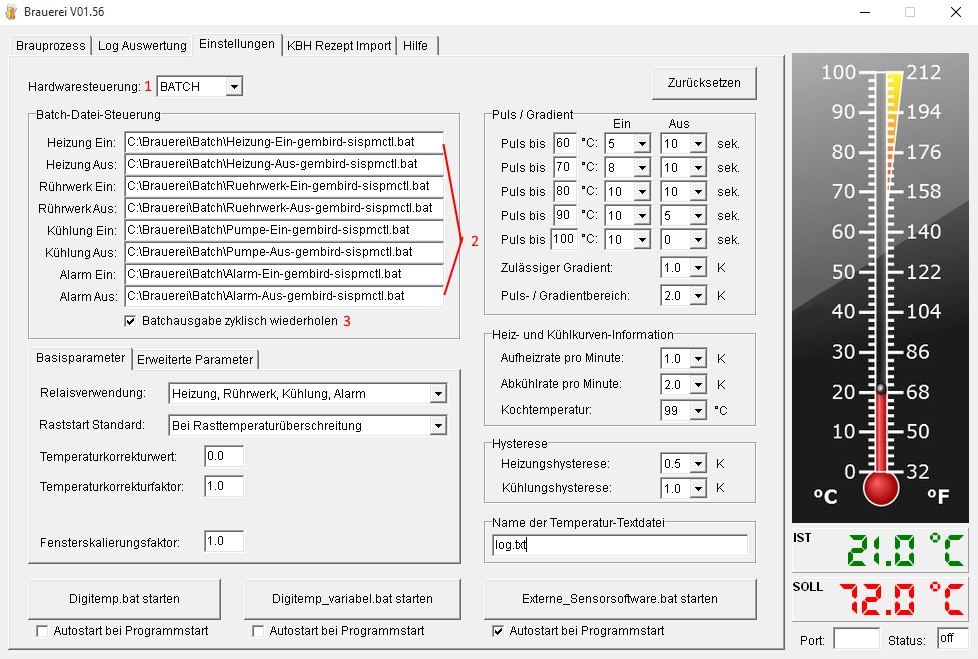 Brauerei V01.56
Brauprozess Log Auswertung Einstellungen KBH Rezept Import Hilfe
Hardwaresteuerung: 1 BATCH
Zurücksetzen
Batch-Datei-Steuerung
Heizung Ein: C:\Brauerei\Batch\Heizung-Ein-gembird-sispmctl.bat
Heizung Aus: C:\Brauerei\Batch\Heizung-Aus-gembird-sispmctl.bat
Rührwerk Ein: C:\Brauerei\Batch\Ruehrwerk-Ein-gembird-sispmctl.bat
Rührwerk Aus: C:\Brauerei\Batch\Ruehrwerk-Aus-gembird-sispmctl.bat
Kühlung Ein: C:\Brauerei\Batch\Pumpe-Ein-gembird-sispmctl.bat
Kühlung Aus: C:\Brauerei\Batch\Pumpe-Aus-gembird-sispmctl.bat
Alarm Ein: C:\Brauerei\Batch\Alarm-Ein-gembird-sispmctl.bat
Alarm Aus: C:\Brauerei\Batch\Alarm-Aus-gembird-sispmctl.bat
2
Batchausgabe zyklisch wiederholen 3
Basisparameter Erweiterte Parameter
Relaisverwendung: Heizung, Rührwerk, Kühlung, Alarm
Raststart Standard: Bei Rasttemperaturüberschreitung
Temperaturkorrekturwert: 0.0
Temperaturkorrekturfaktor: 1.0
Fensterskalierungsfaktor: 1.0
Puls / Gradient
Ein Aus
Puls bis 60 °C: 5 10 sek.
Puls bis 70 °C: 8 10 sek.
Puls bis 80 °C: 10 10 sek.
Puls bis 90 °C: 10 5 sek.
Puls bis 100 °C: 10 0 sek.
Zulässiger Gradient: 1.0 K
Puls- / Gradientbereich: 2.0 K
Heiz- und Kühlkurven-Information
Aufheizrate pro Minute: 1.0 K
Abkühlrate pro Minute: 2.0 K
Kochtemperatur: 99 °C
Hysterese
Heizungshysterese: 0.5 K
Kühlungshysterese: 1.0 K
Name der Temperatur-Textdatei
log.txt
Digitemp.bat starten
Autostart bei Programmstart
Digitemp_variabel.bat starten
Autostart bei Programmstart
Externe_Sensorsoftware.bat starten
Autostart bei Programmstart
100 212
90 194
80 176
70 158
60 140
50 122
40 104
30 86
20 68
10 50
0 32
°C °F
IST 21.0 °C
SOLL 72.0 °C
Port: Status: off